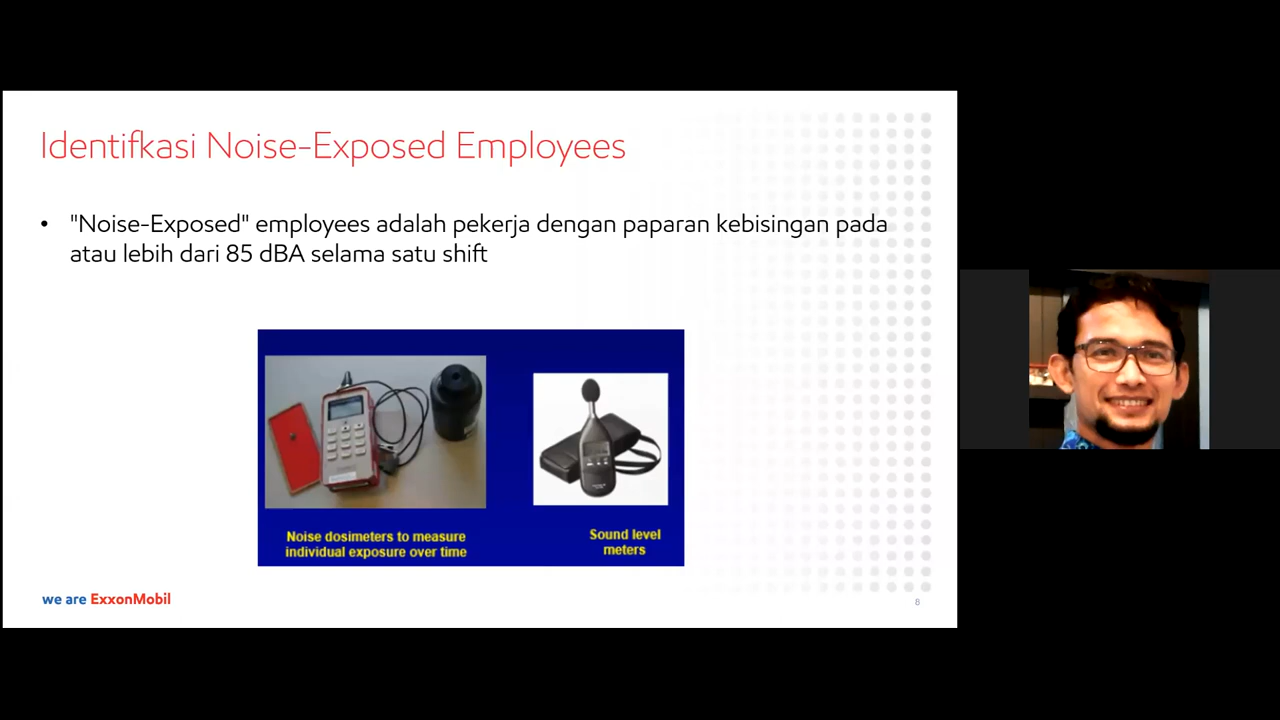 Identifkasi Noise-Exposed Employees
• "Noise-Exposed" employees adalah pekerja dengan paparan kebisingan pada
atau lebih dari 85 dBA selama satu shift
Noise dosimeters to measure
individual exposure over time
Sound level
meters
we are ExxonMobil
8